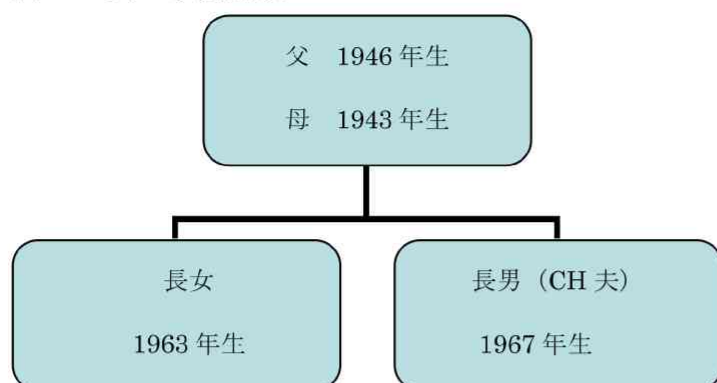 父　1946 年生
母　1943 年生
長女
長男（CH 夫）
1963 年生
1967 年生